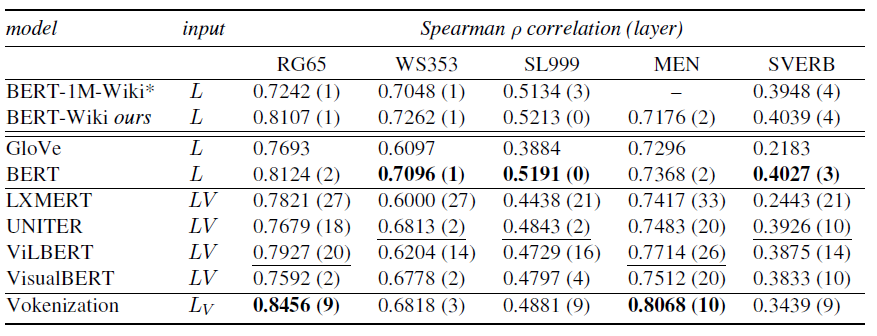 model input Spearman ρ correlation (layer)
RG65 WS353 SL999 MEN SVERB
BERT-1M-Wiki* L 0.7242 (1) 0.7048 (1) 0.5134 (3) – 0.3948 (4)
BERT-Wiki ours L 0.8107 (1) 0.7262 (1) 0.5213 (0) 0.7176 (2) 0.4039 (4)
GloVe L 0.7693 0.6097 0.3884 0.7296 0.2183
BERT L 0.8124 (2) 0.7096 (1) 0.5191 (0) 0.7368 (2) 0.4027 (3)
LXMERT LV 0.7821 (27) 0.6000 (27) 0.4438 (21) 0.7417 (33) 0.2443 (21)
UNITER LV 0.7679 (18) 0.6813 (2) 0.4843 (2) 0.7483 (20) 0.3926 (10)
ViLBERT LV 0.7927 (20) 0.6204 (14) 0.4729 (16) 0.7714 (26) 0.3875 (14)
VisualBERT LV 0.7592 (2) 0.6778 (2) 0.4797 (4) 0.7512 (20) 0.3833 (10)
Vokenization LV 0.8456 (9) 0.6818 (3) 0.4881 (9) 0.8068 (10) 0.3439 (9)